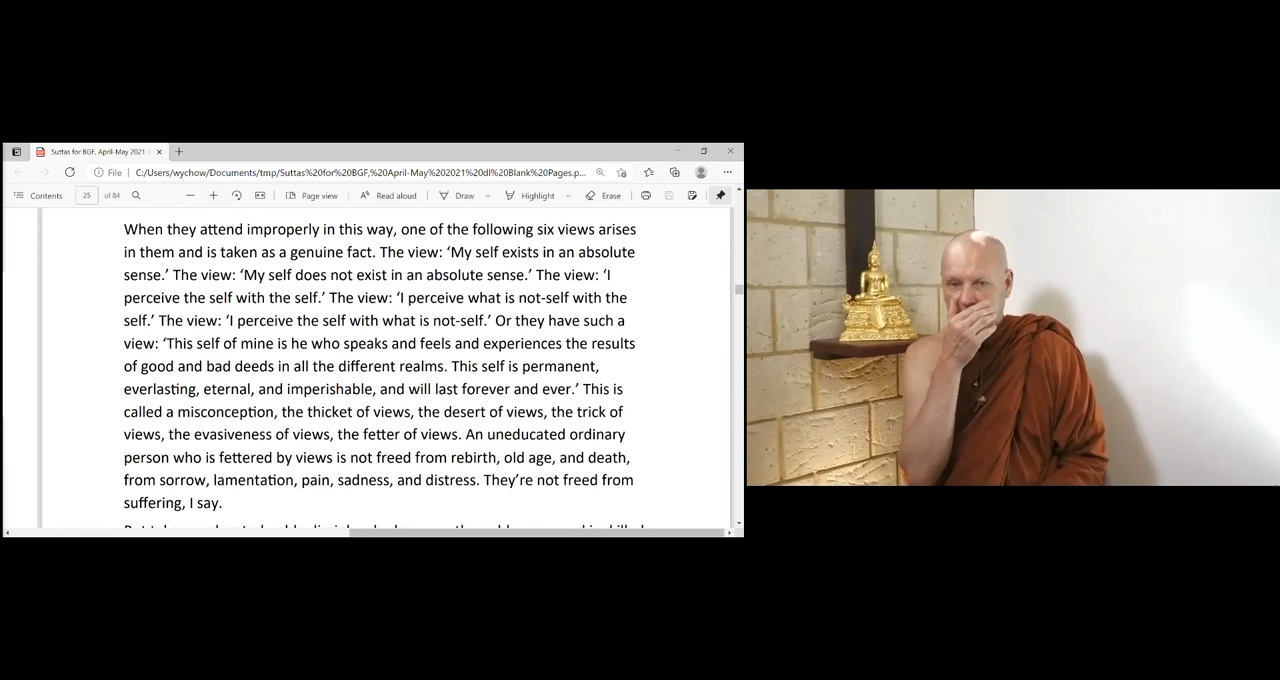 Suttas for BGF, April-May 2021
File
C:/Users/wychow/Documents/tmp/Suttas%20for%20BGF,%20April-May%202021%20dl%20Blank%20Pages.p...
Contents
25 of 84
Page view
Read aloud
Draw
Highlight
Erase
When they attend improperly in this way, one of the following six views arises
in them and is taken as a genuine fact. The view: ‘My self exists in an absolute
sense.’ The view: ‘My self does not exist in an absolute sense.’ The view: ‘I
perceive the self with the self.’ The view: ‘I perceive what is not-self with the
self.’ The view: ‘I perceive the self with what is not-self.’ Or they have such a
view: ‘This self of mine is he who speaks and feels and experiences the results
of good and bad deeds in all the different realms. This self is permanent,
everlasting, eternal, and imperishable, and will last forever and ever.’ This is
called a misconception, the thicket of views, the desert of views, the trick of
views, the evasiveness of views, the fetter of views. An uneducated ordinary
person who is fettered by views is not freed from rebirth, old age, and death,
from sorrow, lamentation, pain, sadness, and distress. They’re not freed from
suffering, I say.